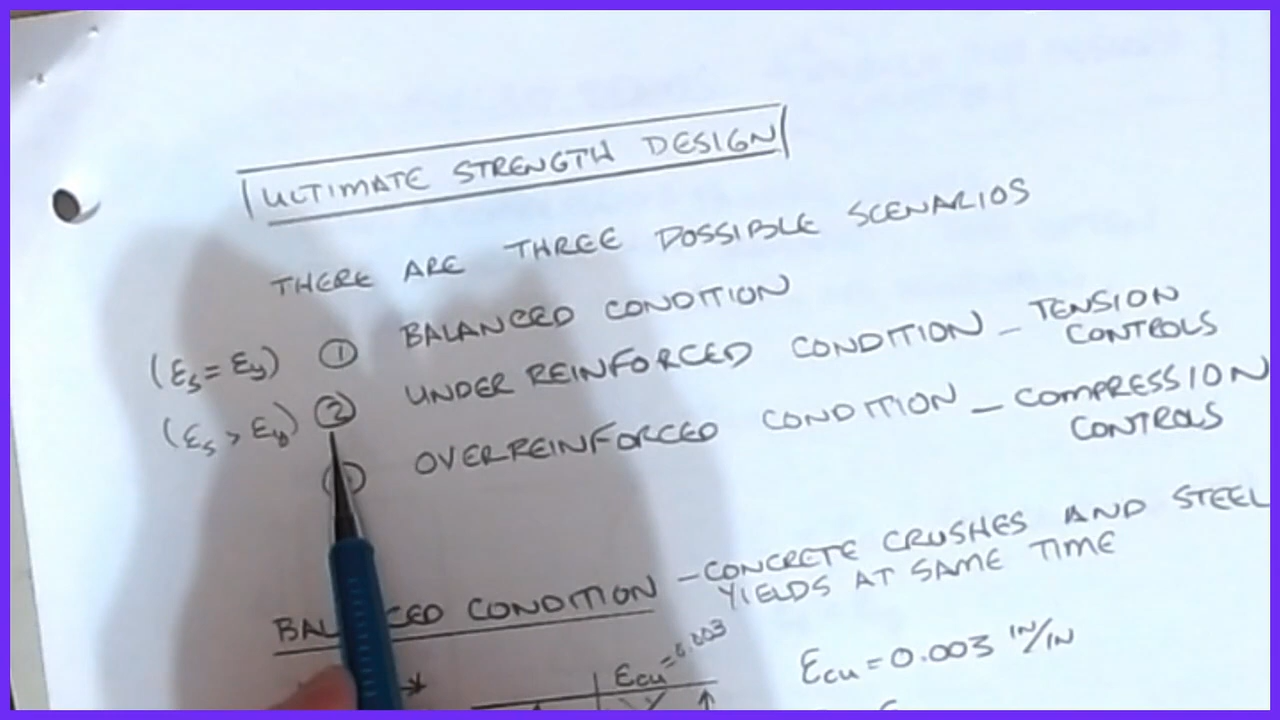 ULTIMATE STRENGTH DESIGN
THERE ARE THREE POSSIBLE SCENARIOS
(εs = εy) ① BALANCED CONDITION
(εs > εy) ② UNDER REINFORCED CONDITION – TENSION
CONTROLS
OVERREINFORCED CONDITION – COMPRESSION
CONTROLS
CONDITION – CONCRETE CRUSHES AND STEEL
YIELDS AT SAME TIME
εcu = 0.003
εcu = 0.003 IN/IN